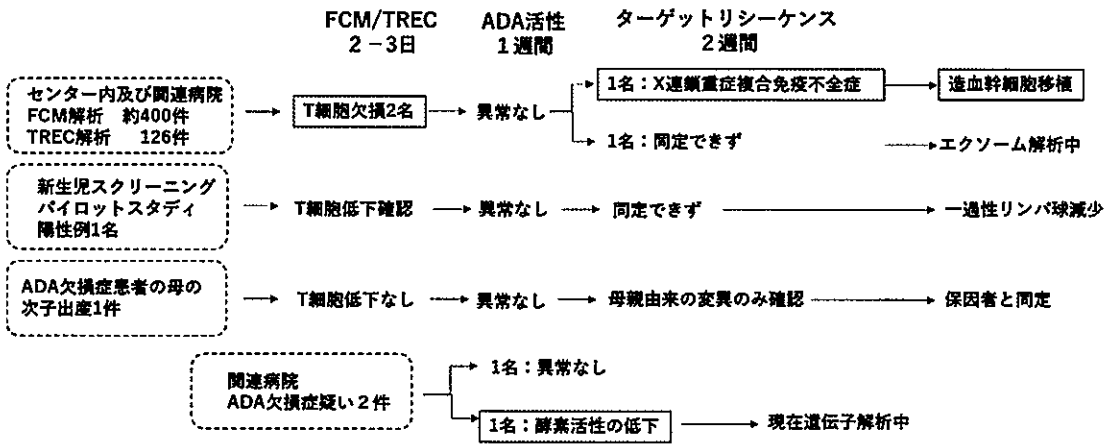 FCM/TREC
2－3日
ADA活性
1週間
ターゲットリシーケンス
2週間
センター内及び関連病院
FCM解析 約400件
TREC解析 126件
T細胞欠損2名
異常なし
1名：X連鎖重症複合免疫不全症
造血幹細胞移植
1名：同定できず
エクソーム解析中
新生児スクリーニング
パイロットスタディ
陽性例1名
T細胞低下確認
異常なし
同定できず
一過性リンパ球減少
ADA欠損症患者の母の
次子出産1件
T細胞低下なし
異常なし
母親由来の変異のみ確認
保因者と同定
関連病院
ADA欠損症疑い２件
1名：異常なし
1名：酵素活性の低下
現在遺伝子解析中